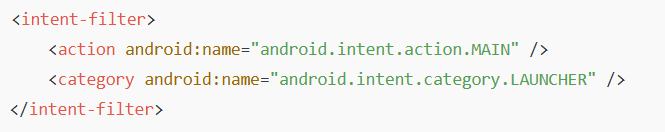 <intent-filter>
    <action android:name="android.intent.action.MAIN" />
    <category android:name="android.intent.category.LAUNCHER" />
</intent-filter>